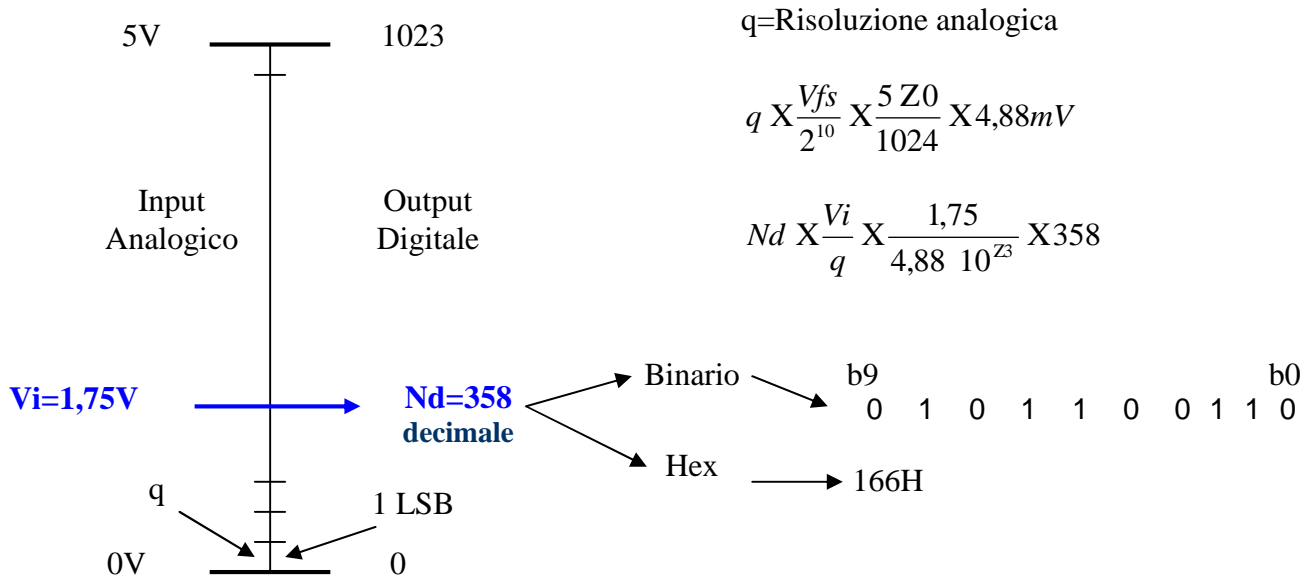 5V 1023
q=Risoluzione analogica
q X Vfs/2^10 X 5 Z0/1024 X 4,88mV
Input Analogico
Output Digitale
Nd X Vi/q X 1,75/4,88 10^Z3 X 358
Vi=1,75V
Nd=358
decimale
Binario
b9 b0
0 1 0 1 1 0 0 1 1 0
Hex
166H
q
1 LSB
0V 0